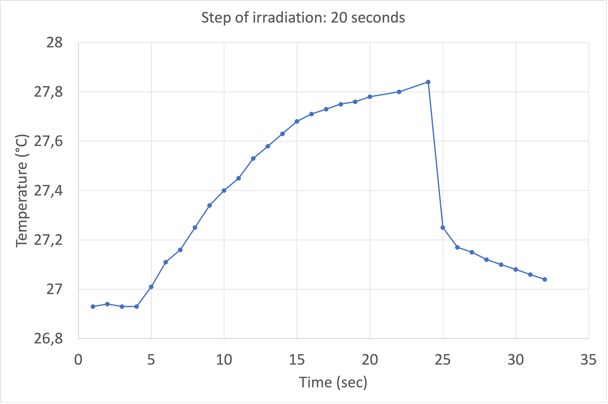 Step of irradiation: 20 seconds
28
27,8
27,6
27,4
27,2
27
26,8
Temperature (°C)
0 5 10 15 20 25 30 35
Time (sec)